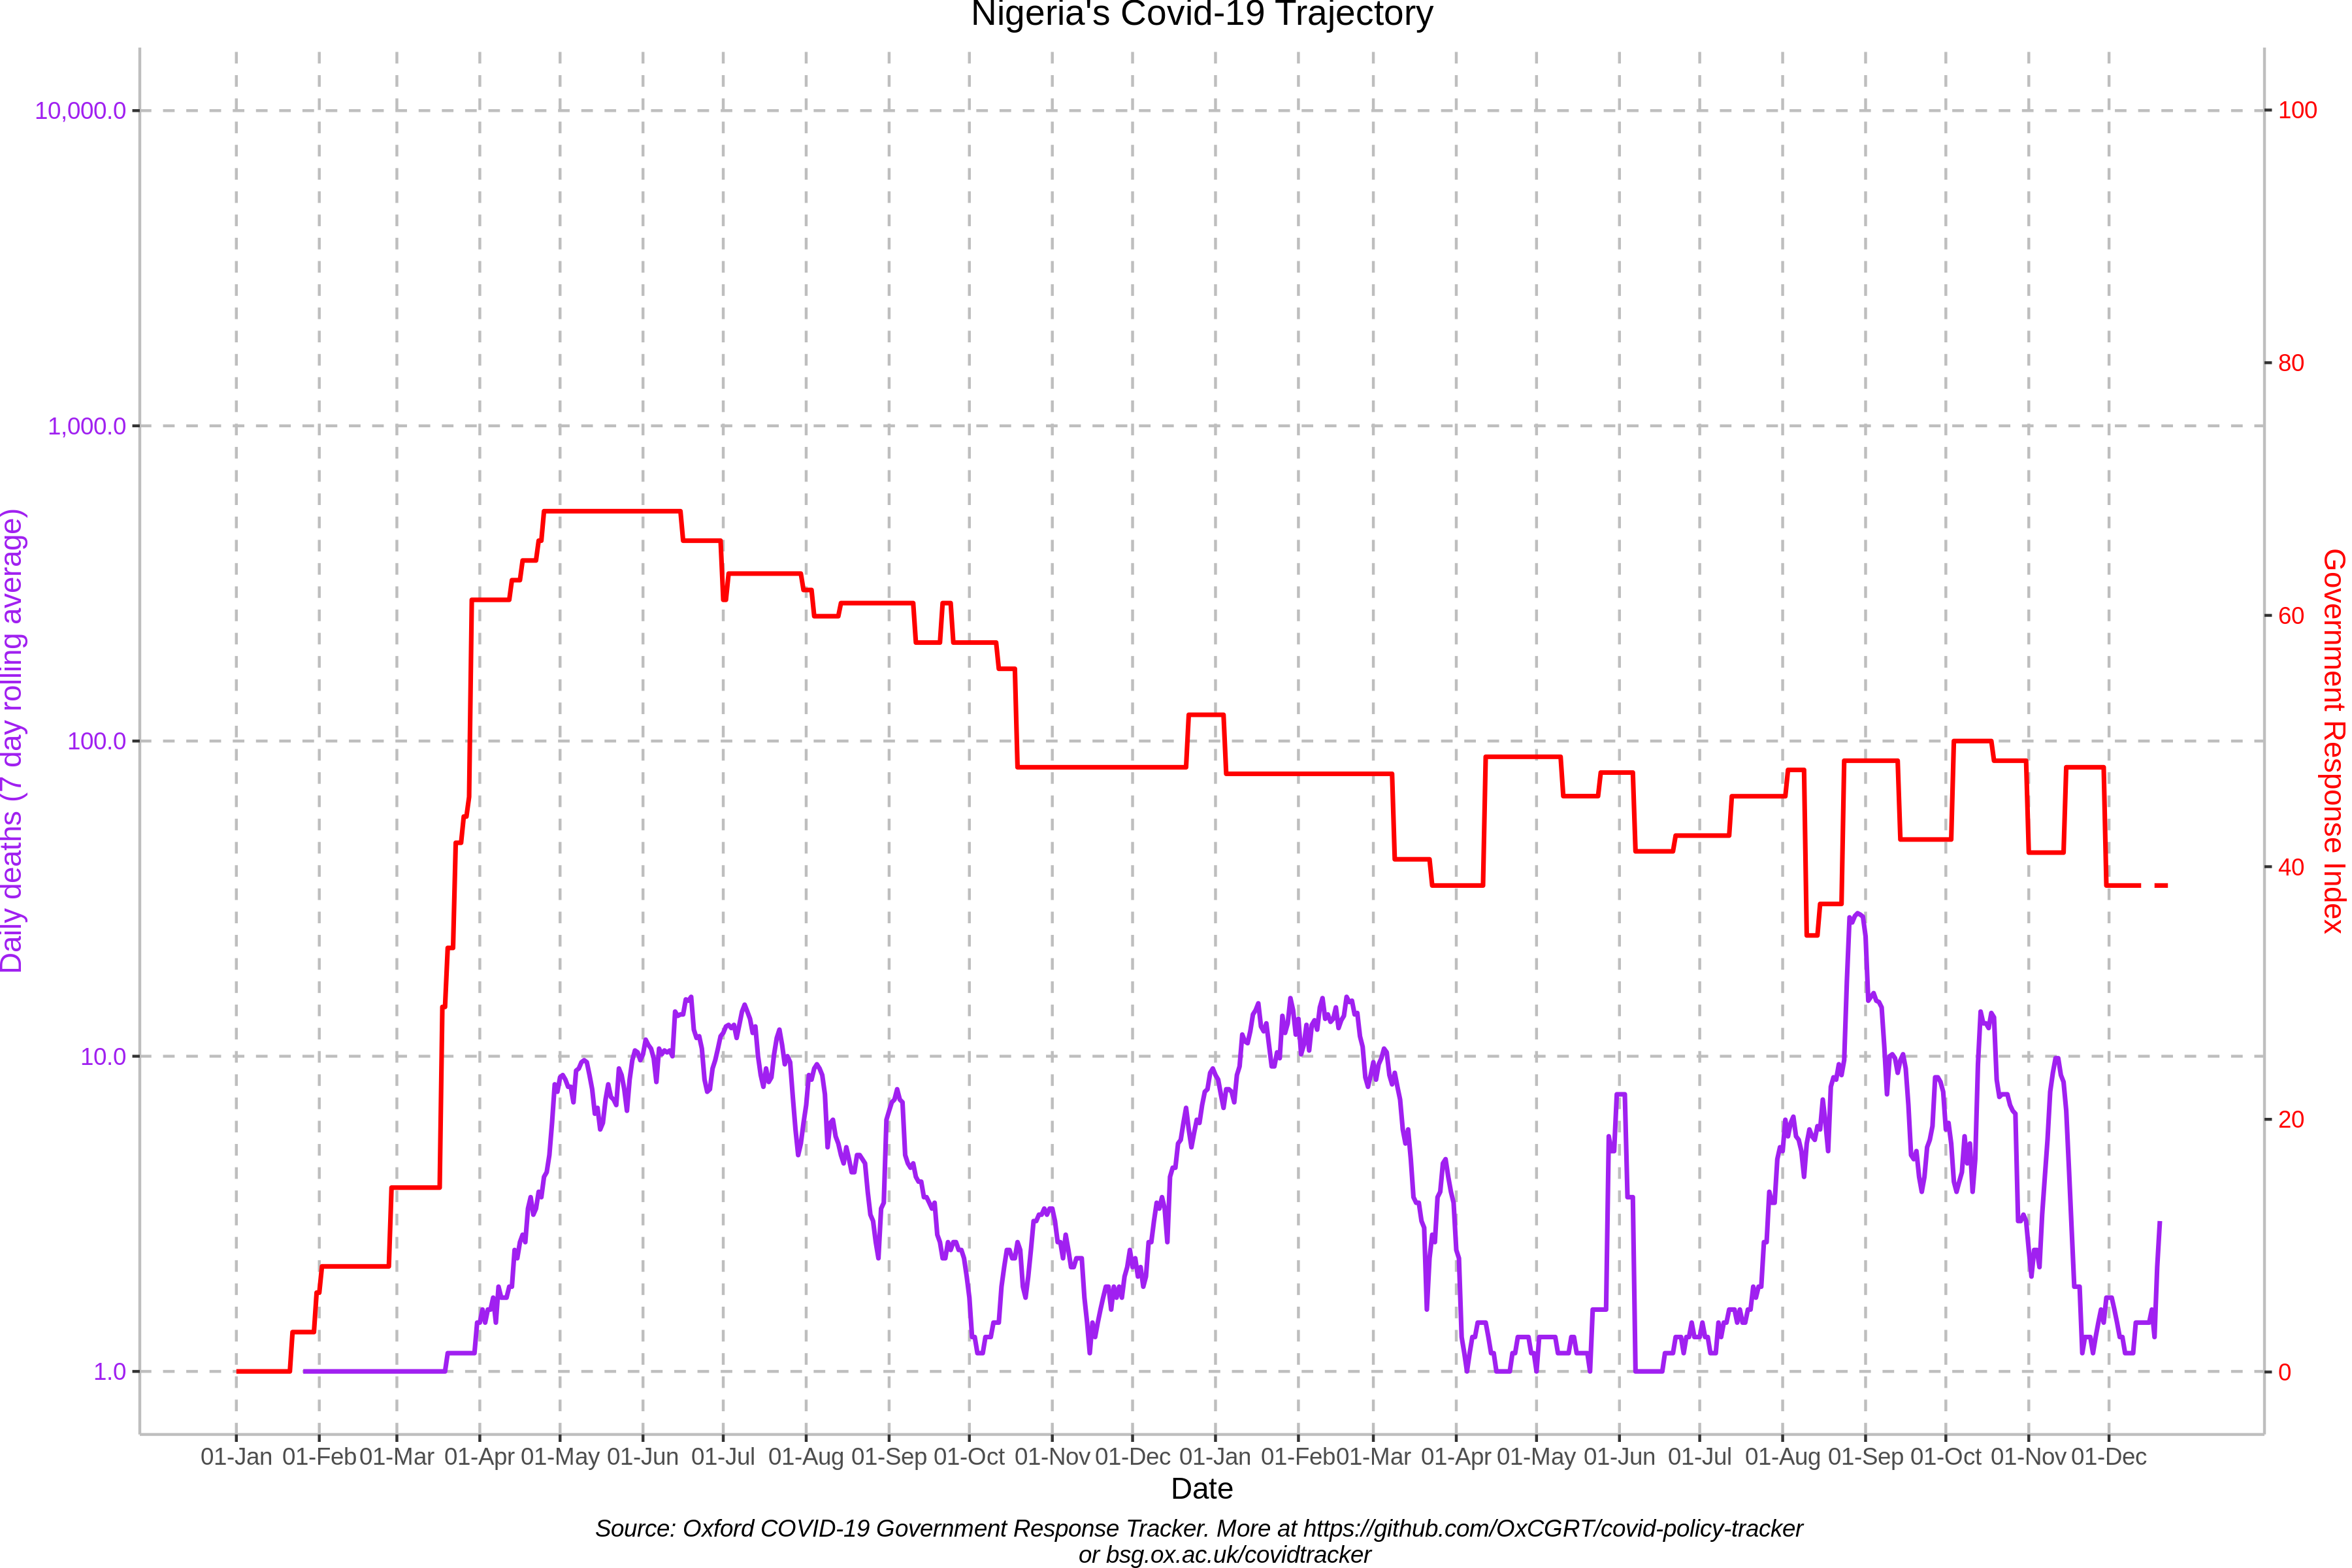 Nigeria's Covid-19 Trajectory
10,000.0
1,000.0
100.0
10.0
1.0
Daily deaths (7 day rolling average)
100
80
60
40
20
0
Government Response Index
01-Jan 01-Feb 01-Mar 01-Apr 01-May 01-Jun 01-Jul 01-Aug 01-Sep 01-Oct 01-Nov 01-Dec 01-Jan 01-Feb 01-Mar 01-Apr 01-May 01-Jun 01-Jul 01-Aug 01-Sep 01-Oct 01-Nov 01-Dec
Date
Source: Oxford COVID-19 Government Response Tracker. More at https://github.com/OxCGRT/covid-policy-tracker
or bsg.ox.ac.uk/covidtracker